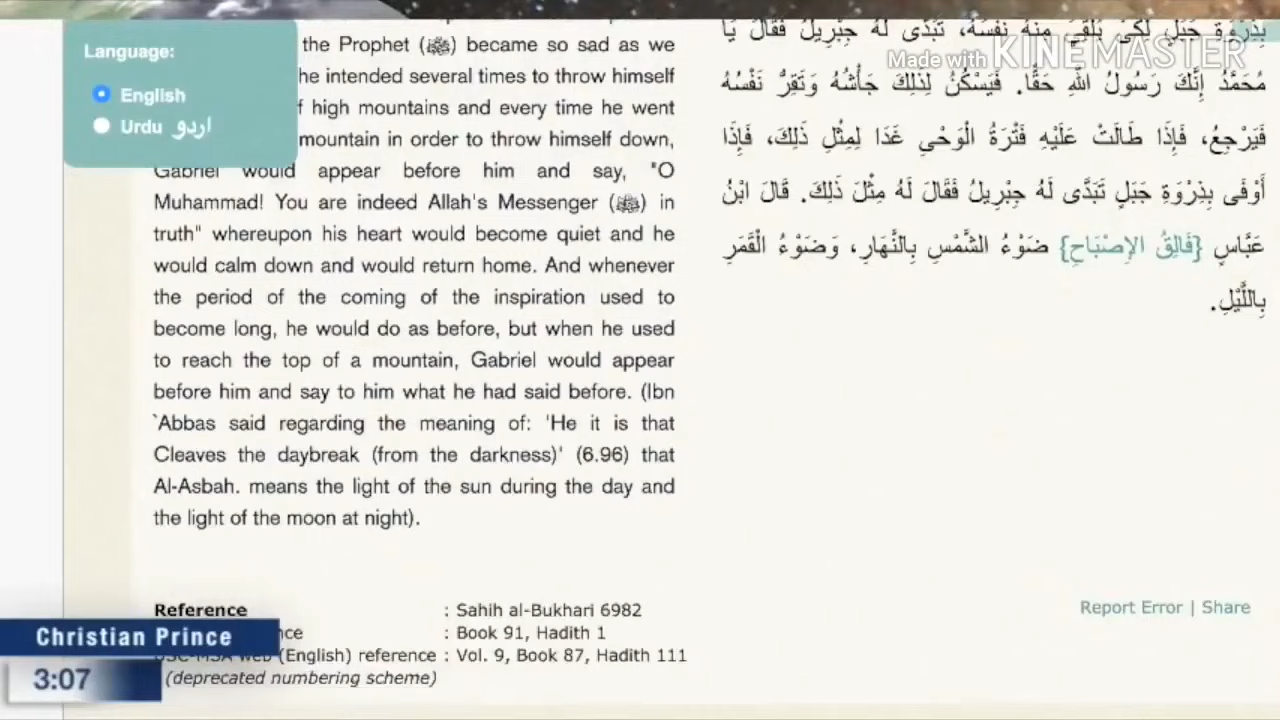 Language:
English
Urdu اردو
Made with KINEMASTER
the Prophet (ﷺ) became so sad as we
he intended several times to throw himself
f high mountains and every time he went
mountain in order to throw himself down,
Gabriel would appear before him and say, "O
Muhammad! You are indeed Allah's Messenger (ﷺ) in
truth" whereupon his heart would become quiet and he
would calm down and would return home. And whenever
the period of the coming of the inspiration used to
become long, he would do as before, but when he used
to reach the top of a mountain, Gabriel would appear
before him and say to him what he had said before. (Ibn
`Abbas said regarding the meaning of: 'He it is that
Cleaves the daybreak (from the darkness)' (6.96) that
Al-Asbah. means the light of the sun during the day and
the light of the moon at night).
بِذِرْوَةِ جَبَلٍ لِكَىْ يُلْقِيَ مِنْهُ نَفْسَهُ، تَبَدَّى لَهُ جِبْرِيلُ فَقَالَ يَا
مُحَمَّدُ إِنَّكَ رَسُولُ اللَّهِ حَقًّا. فَيَسْكُنُ لِذَلِكَ جَأْشُهُ وَتَقِرُّ نَفْسُهُ
فَيَرْجِعُ، فَإِذَا طَالَتْ عَلَيْهِ فَتْرَةُ الْوَحْىِ غَدَا لِمِثْلِ ذَلِكَ، فَإِذَا
أَوْفَى بِذِرْوَةِ جَبَلٍ تَبَدَّى لَهُ جِبْرِيلُ فَقَالَ لَهُ مِثْلَ ذَلِكَ. قَالَ ابْنُ
عَبَّاسٍ {فَالِقُ الإِصْبَاحِ} ضَوْءُ الشَّمْسِ بِالنَّهَارِ، وَضَوْءُ الْقَمَرِ
بِاللَّيْلِ.
Reference : Sahih al-Bukhari 6982
nce : Book 91, Hadith 1
USC-MSA web (English) reference : Vol. 9, Book 87, Hadith 111
(deprecated numbering scheme)
Report Error | Share
Christian Prince
3:07